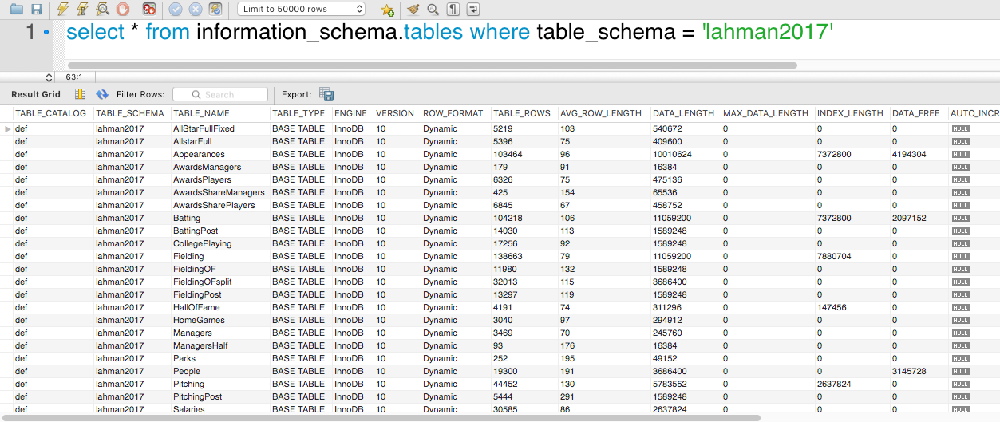 Limit to 50000 rows
1 select * from information_schema.tables where table_schema = 'lahman2017'
63:1
Result Grid Filter Rows: Search Export:
TABLE_CATALOG TABLE_SCHEMA TABLE_NAME TABLE_TYPE ENGINE VERSION ROW_FORMAT TABLE_ROWS AVG_ROW_LENGTH DATA_LENGTH MAX_DATA_LENGTH INDEX_LENGTH DATA_FREE AUTO_INCR
def lahman2017 AllStarFullFixed BASE TABLE InnoDB 10 Dynamic 5219 103 540672 0 0 0 NULL
def lahman2017 AllstarFull BASE TABLE InnoDB 10 Dynamic 5396 75 409600 0 0 0 NULL
def lahman2017 Appearances BASE TABLE InnoDB 10 Dynamic 103464 96 10010624 0 7372800 4194304 NULL
def lahman2017 AwardsManagers BASE TABLE InnoDB 10 Dynamic 179 91 16384 0 0 0 NULL
def lahman2017 AwardsPlayers BASE TABLE InnoDB 10 Dynamic 6326 75 475136 0 0 0 NULL
def lahman2017 AwardsShareManagers BASE TABLE InnoDB 10 Dynamic 425 154 65536 0 0 0 NULL
def lahman2017 AwardsSharePlayers BASE TABLE InnoDB 10 Dynamic 6845 67 458752 0 0 0 NULL
def lahman2017 Batting BASE TABLE InnoDB 10 Dynamic 104218 106 11059200 0 7372800 2097152 NULL
def lahman2017 BattingPost BASE TABLE InnoDB 10 Dynamic 14030 113 1589248 0 0 0 NULL
def lahman2017 CollegePlaying BASE TABLE InnoDB 10 Dynamic 17256 92 1589248 0 0 0 NULL
def lahman2017 Fielding BASE TABLE InnoDB 10 Dynamic 138663 79 11059200 0 7880704 0 NULL
def lahman2017 FieldingOF BASE TABLE InnoDB 10 Dynamic 11980 132 1589248 0 0 0 NULL
def lahman2017 FieldingOFsplit BASE TABLE InnoDB 10 Dynamic 32013 115 3686400 0 0 0 NULL
def lahman2017 FieldingPost BASE TABLE InnoDB 10 Dynamic 13297 119 1589248 0 0 0 NULL
def lahman2017 HallOfFame BASE TABLE InnoDB 10 Dynamic 4191 74 311296 0 147456 0 NULL
def lahman2017 HomeGames BASE TABLE InnoDB 10 Dynamic 3040 97 294912 0 0 0 NULL
def lahman2017 Managers BASE TABLE InnoDB 10 Dynamic 3469 70 245760 0 0 0 NULL
def lahman2017 ManagersHalf BASE TABLE InnoDB 10 Dynamic 93 176 16384 0 0 0 NULL
def lahman2017 Parks BASE TABLE InnoDB 10 Dynamic 252 195 49152 0 0 0 NULL
def lahman2017 People BASE TABLE InnoDB 10 Dynamic 19300 191 3686400 0 0 3145728 NULL
def lahman2017 Pitching BASE TABLE InnoDB 10 Dynamic 44452 130 5783552 0 2637824 0 NULL
def lahman2017 PitchingPost BASE TABLE InnoDB 10 Dynamic 5444 291 1589248 0 0 0 NULL
def lahman2017 Salaries BASE TABLE InnoDB 10 Dynamic 30585 86 2637824 0 0 0 NULL